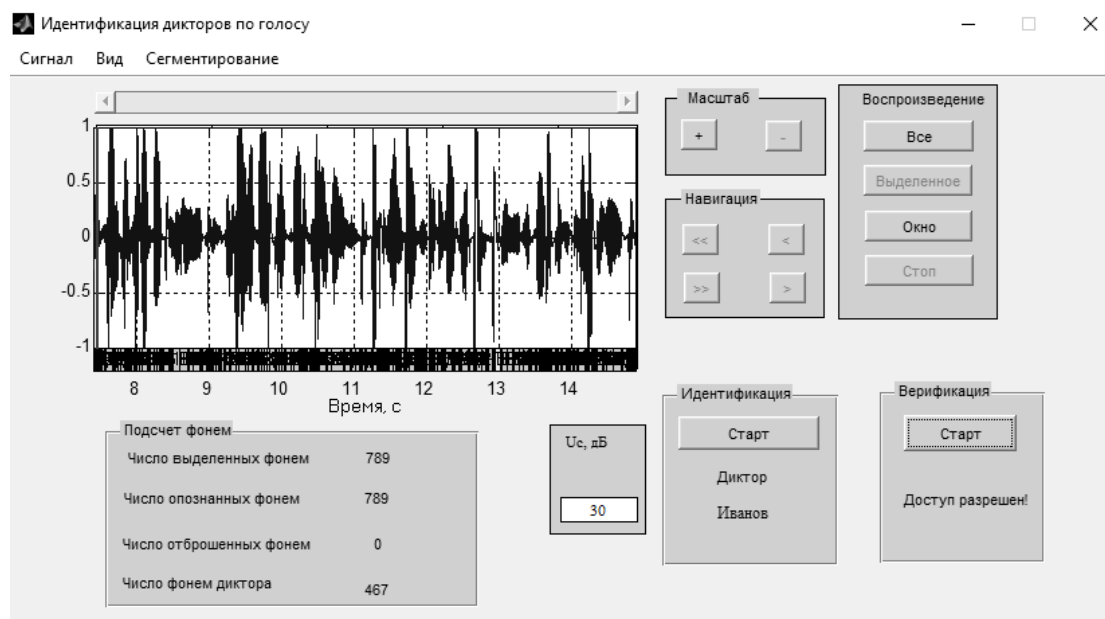 Идентификация дикторов по голосу
Сигнал Вид Сегментирование
1
0.5
0
-0.5
-1
8 9 10 11 12 13 14
Время, с
Масштаб
+ -
Навигация
<< <
>> >
Воспроизведение
Все
Выделенное
Окно
Стоп
Подсчет фонем
Число выделенных фонем 789
Число опознанных фонем 789
Число отброшенных фонем 0
Число фонем диктора 467
Uc, дБ
30
Идентификация
Старт
Диктор
Иванов
Верификация
Старт
Доступ разрешен!